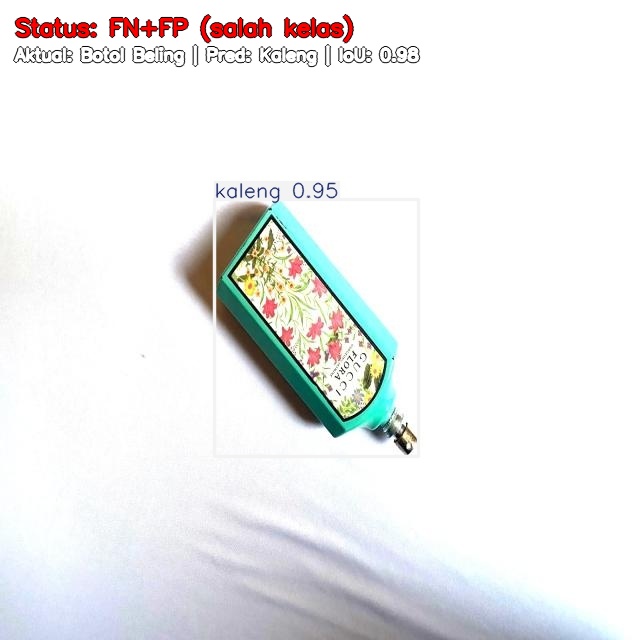 Status: FN+FP (salah kelas)
Aktual: Botol Beling | Pred: Kaleng | IoU: 0.98
kaleng 0.95
GUCCI
FLORA